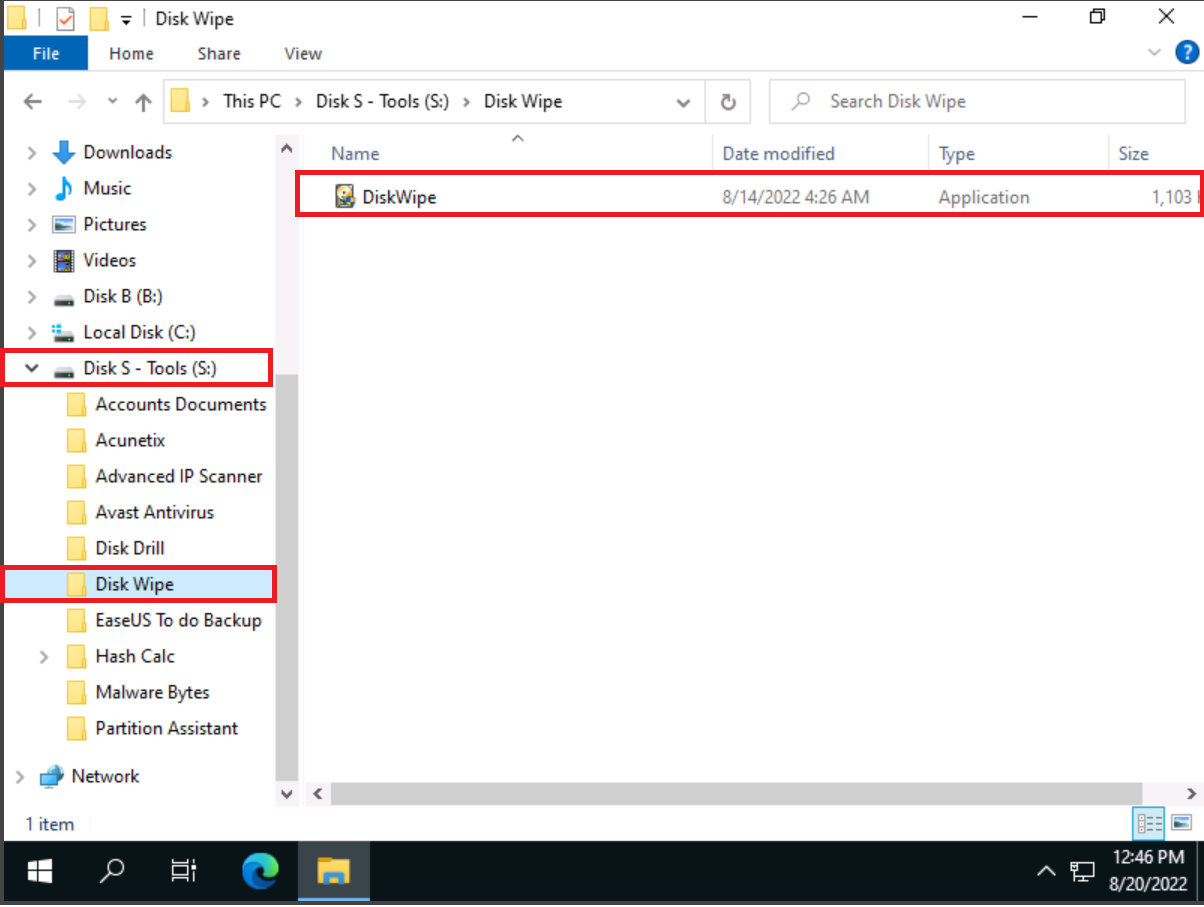 Disk Wipe
File Home Share View
This PC Disk S - Tools (S:) Disk Wipe Search Disk Wipe
Name Date modified Type Size
DiskWipe 8/14/2022 4:26 AM Application 1,103
Downloads
Music
Pictures
Videos
Disk B (B:)
Local Disk (C:)
Disk S - Tools (S:)
Accounts Documents
Acunetix
Advanced IP Scanner
Avast Antivirus
Disk Drill
Disk Wipe
EaseUS To do Backup
Hash Calc
Malware Bytes
Partition Assistant
Network
1 item
12:46 PM
8/20/2022